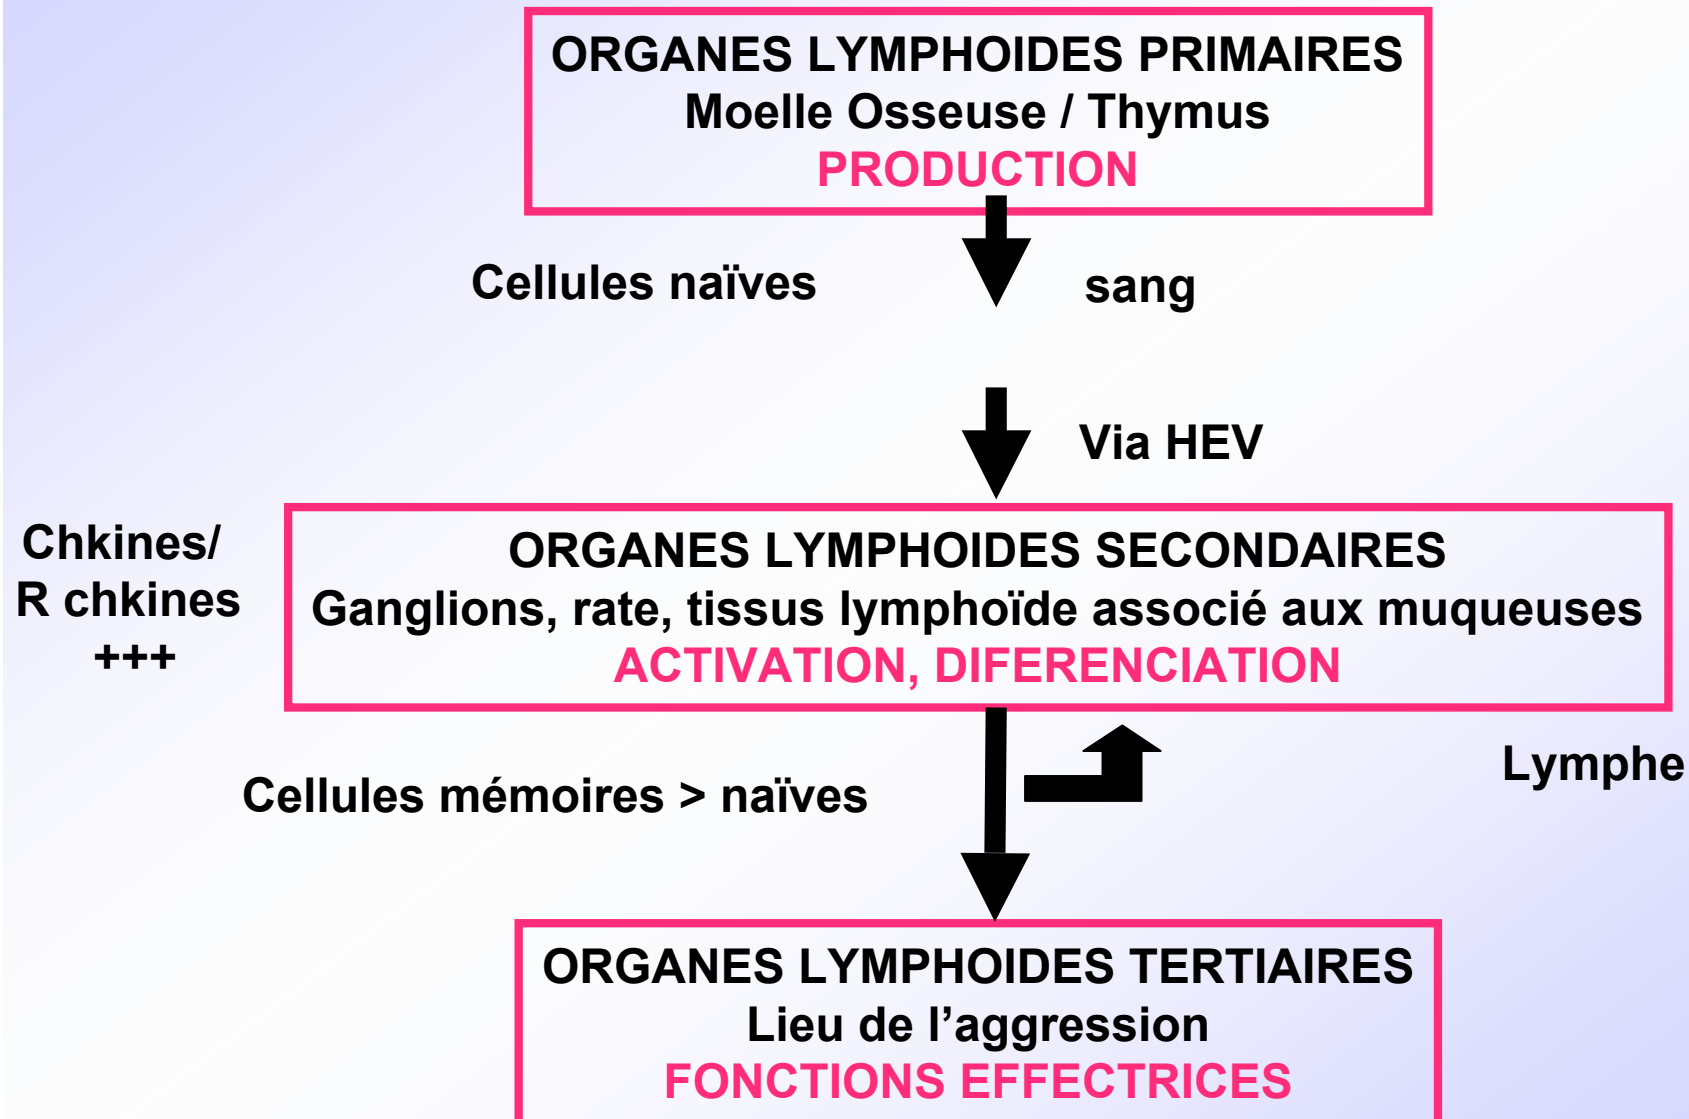 ORGANES LYMPHOIDES PRIMAIRES
Moelle Osseuse / Thymus
PRODUCTION
Cellules naïves
sang
Via HEV
Chkines/
R chkines
+++
ORGANES LYMPHOIDES SECONDAIRES
Ganglions, rate, tissus lymphoïde associé aux muqueuses
ACTIVATION, DIFERENCIATION
Lymphe
Cellules mémoires > naïves
ORGANES LYMPHOIDES TERTIAIRES
Lieu de l’aggression
FONCTIONS EFFECTRICES